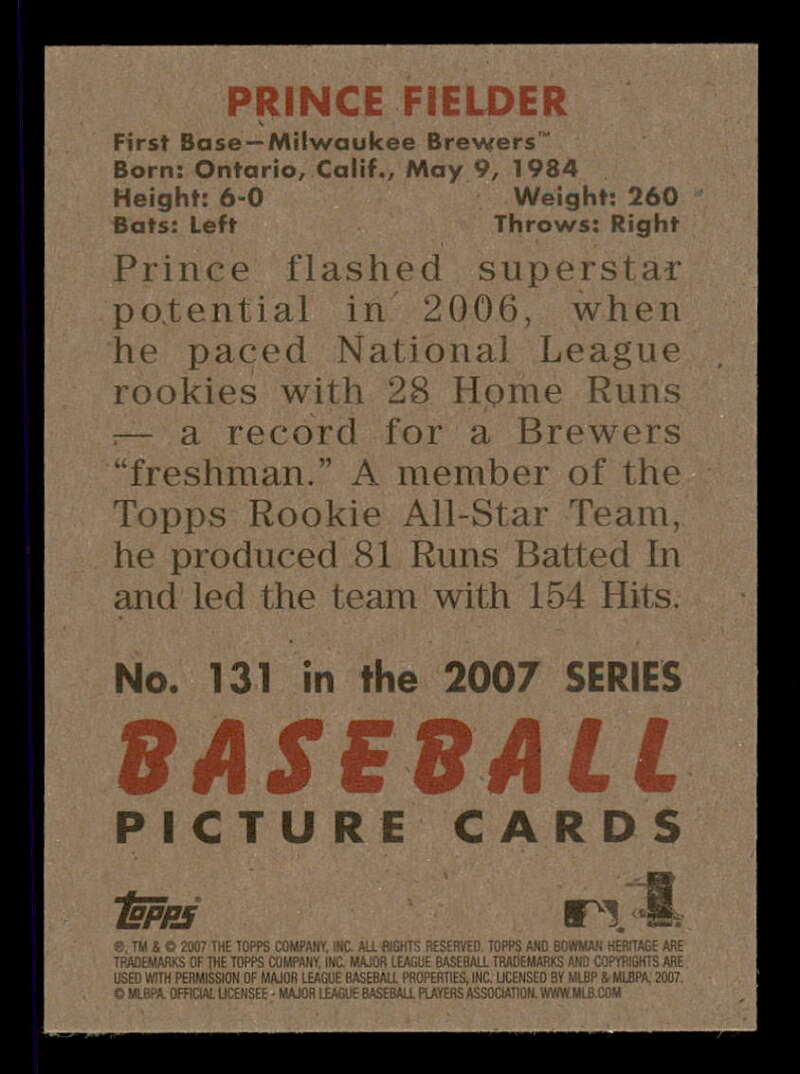 PRINCE FIELDER
First Base—Milwaukee Brewers™
Born: Ontario, Calif., May 9, 1984
Height: 6-0 Weight: 260
Bats: Left Throws: Right
Prince flashed superstar
potential in 2006, when
he paced National League
rookies with 28 Home Runs
— a record for a Brewers
“freshman.” A member of the
Topps Rookie All-Star Team,
he produced 81 Runs Batted In
and led the team with 154 Hits.
No. 131 in the 2007 SERIES
BASEBALL
PICTURE CARDS
topps
®, TM & © 2007 THE TOPPS COMPANY, INC. ALL RIGHTS RESERVED. TOPPS AND BOWMAN HERITAGE ARE
TRADEMARKS OF THE TOPPS COMPANY, INC. MAJOR LEAGUE BASEBALL TRADEMARKS AND COPYRIGHTS ARE
USED WITH PERMISSION OF MAJOR LEAGUE BASEBALL PROPERTIES, INC. LICENSED BY MLBP & MLBPA, 2007.
© MLBPA. OFFICIAL LICENSEE - MAJOR LEAGUE BASEBALL PLAYERS ASSOCIATION. WWW.MLB.COM